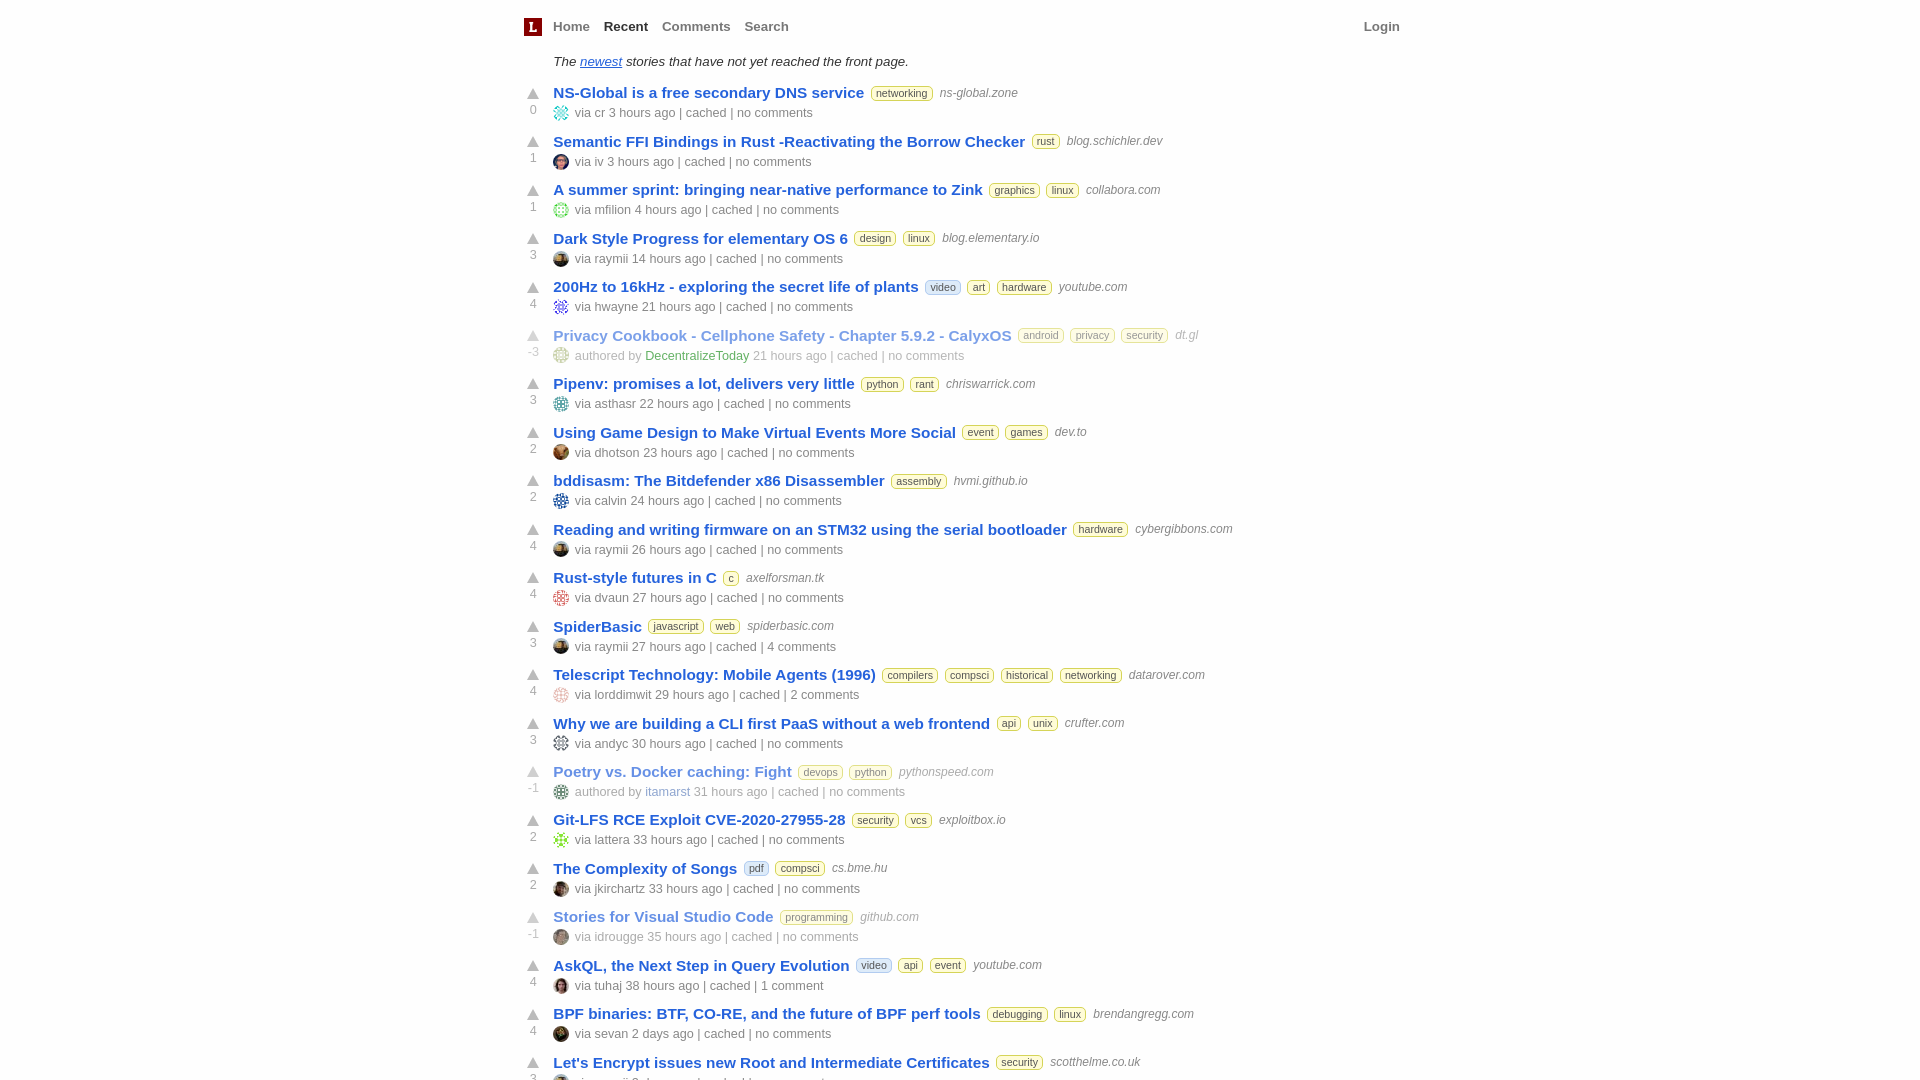 L Home Recent Comments Search Login
The newest stories that have not yet reached the front page.
NS-Global is a free secondary DNS service networking ns-global.zone
0
via cr 3 hours ago | cached | no comments
Semantic FFI Bindings in Rust -Reactivating the Borrow Checker rust blog.schichler.dev
1
via iv 3 hours ago | cached | no comments
A summer sprint: bringing near-native performance to Zink graphics linux collabora.com
1
via mfilion 4 hours ago | cached | no comments
Dark Style Progress for elementary OS 6 design linux blog.elementary.io
3
via raymii 14 hours ago | cached | no comments
200Hz to 16kHz - exploring the secret life of plants video art hardware youtube.com
4
via hwayne 21 hours ago | cached | no comments
Privacy Cookbook - Cellphone Safety - Chapter 5.9.2 - CalyxOS android privacy security dt.gl
-3
authored by DecentralizeToday 21 hours ago | cached | no comments
Pipenv: promises a lot, delivers very little python rant chriswarrick.com
3
via asthasr 22 hours ago | cached | no comments
Using Game Design to Make Virtual Events More Social event games dev.to
2
via dhotson 23 hours ago | cached | no comments
bddisasm: The Bitdefender x86 Disassembler assembly hvmi.github.io
2
via calvin 24 hours ago | cached | no comments
Reading and writing firmware on an STM32 using the serial bootloader hardware cybergibbons.com
4
via raymii 26 hours ago | cached | no comments
Rust-style futures in C c axelforsman.tk
4
via dvaun 27 hours ago | cached | no comments
SpiderBasic javascript web spiderbasic.com
3
via raymii 27 hours ago | cached | 4 comments
Telescript Technology: Mobile Agents (1996) compilers compsci historical networking datarover.com
4
via lorddimwit 29 hours ago | cached | 2 comments
Why we are building a CLI first PaaS without a web frontend api unix crufter.com
3
via andyc 30 hours ago | cached | no comments
Poetry vs. Docker caching: Fight devops python pythonspeed.com
-1
authored by itamarst 31 hours ago | cached | no comments
Git-LFS RCE Exploit CVE-2020-27955-28 security vcs exploitbox.io
2
via lattera 33 hours ago | cached | no comments
The Complexity of Songs pdf compsci cs.bme.hu
2
via jkirchartz 33 hours ago | cached | no comments
Stories for Visual Studio Code programming github.com
-1
via idrougge 35 hours ago | cached | no comments
AskQL, the Next Step in Query Evolution video api event youtube.com
4
via tuhaj 38 hours ago | cached | 1 comment
BPF binaries: BTF, CO-RE, and the future of BPF perf tools debugging linux brendangregg.com
4
via sevan 2 days ago | cached | no comments
Let's Encrypt issues new Root and Intermediate Certificates security scotthelme.co.uk